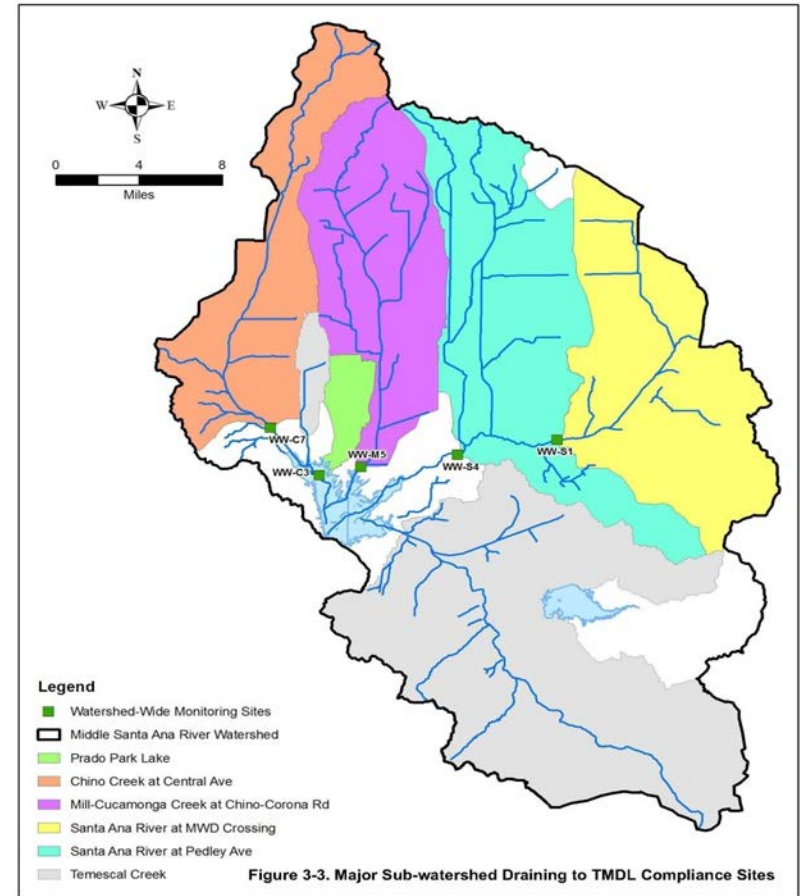 N
W E
S
0 4 8
Miles
WW-C7
WW-M5
WW-C3
WW-S4
WW-S1
Legend
Watershed-Wide Monitoring Sites
Middle Santa Ana River Watershed
Prado Park Lake
Chino Creek at Central Ave
Mill-Cucamonga Creek at Chino-Corona Rd
Santa Ana River at MWD Crossing
Santa Ana River at Pedley Ave
Temescal Creek
Figure 3-3. Major Sub-watershed Draining to TMDL Compliance Sites